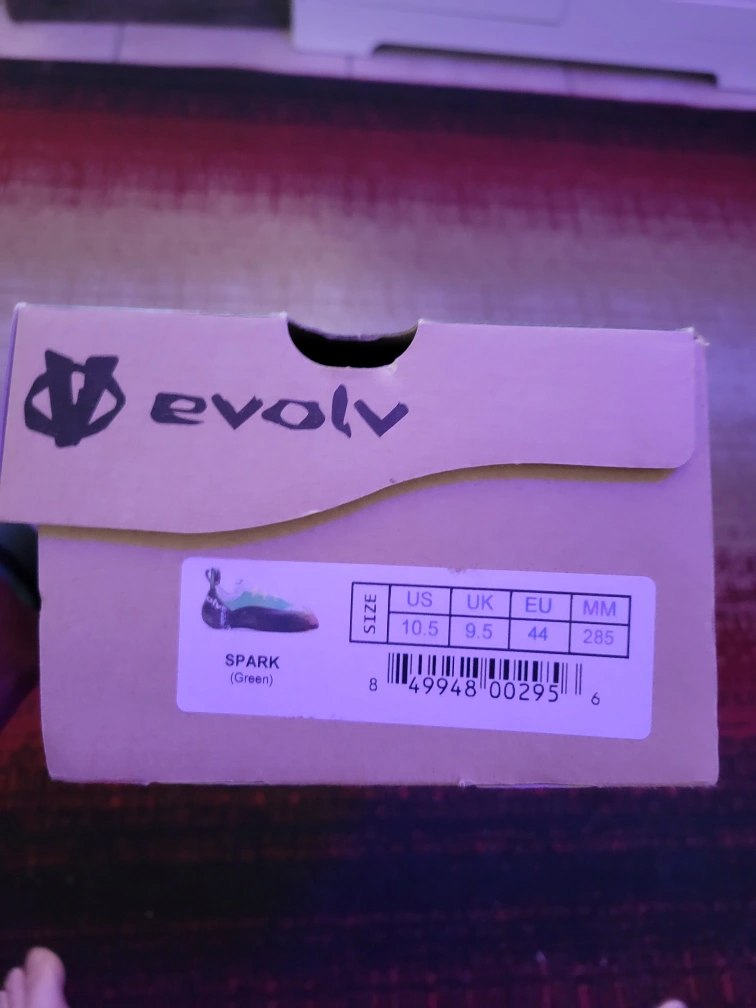 evolv
SIZE
US UK EU MM
10.5 9.5 44 285
SPARK
(Green)
8 49948 00295 6